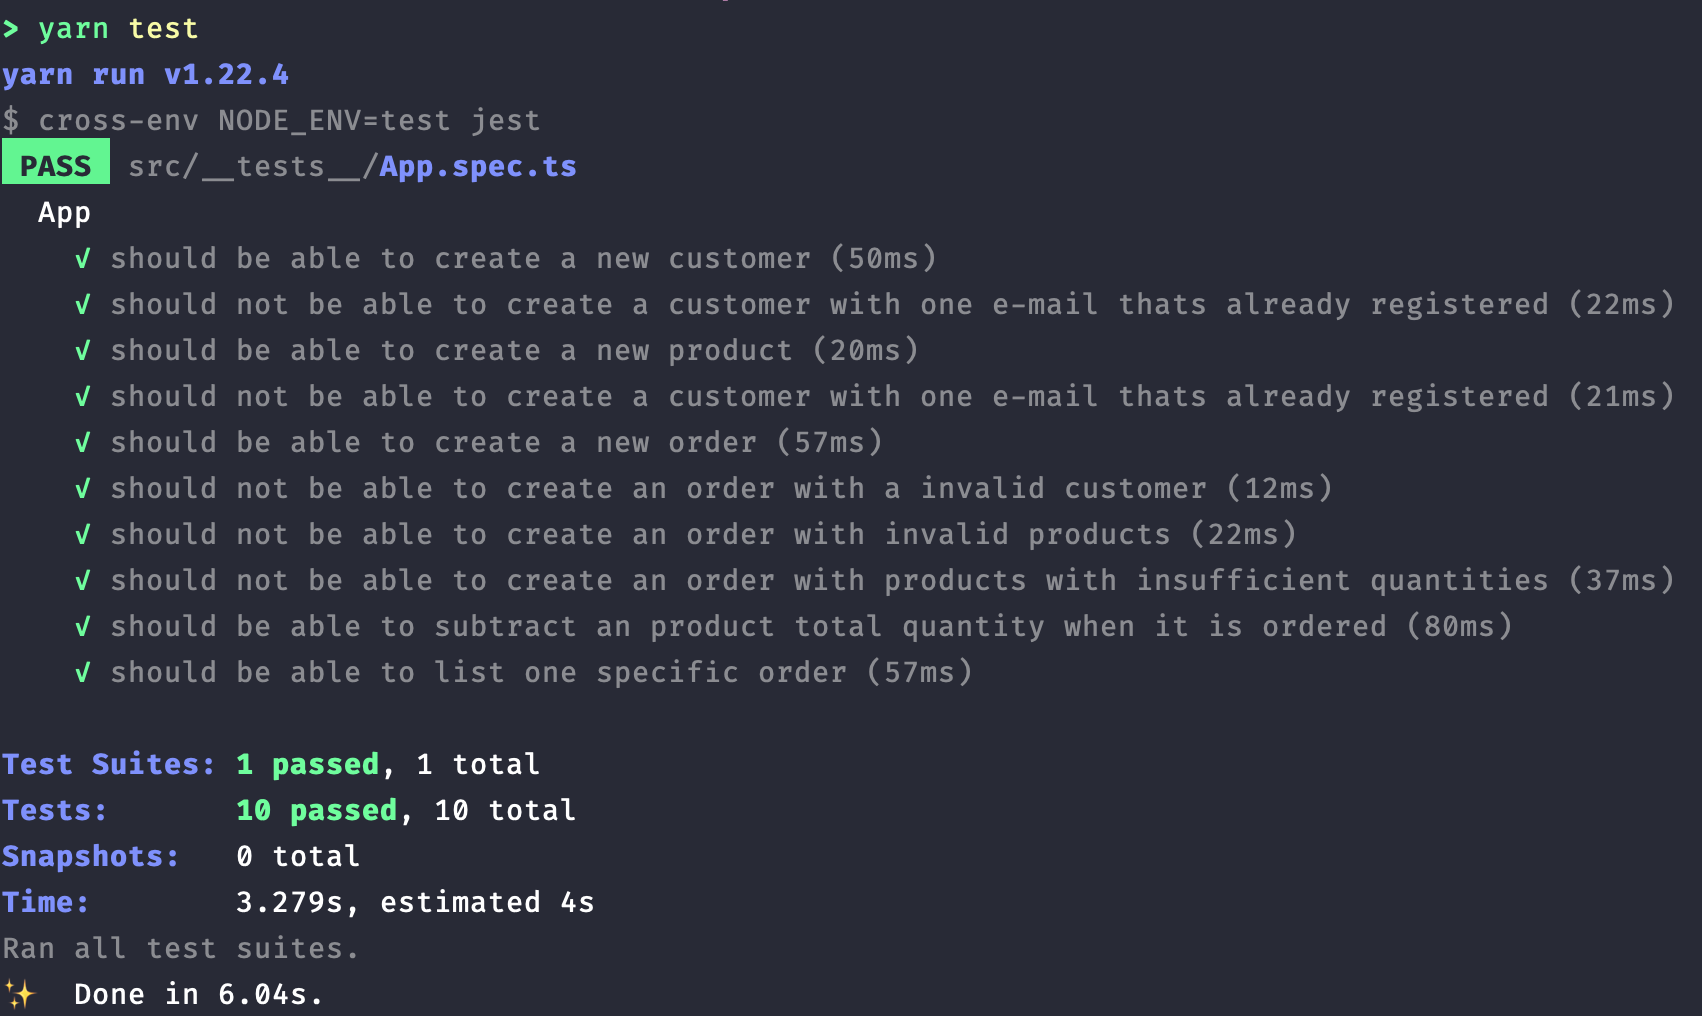 > yarn test
yarn run v1.22.4
$ cross-env NODE_ENV=test jest
PASS src/__tests__/App.spec.ts
App
√ should be able to create a new customer (50ms)
√ should not be able to create a customer with one e-mail thats already registered (22ms)
√ should be able to create a new product (20ms)
√ should not be able to create a customer with one e-mail thats already registered (21ms)
√ should be able to create a new order (57ms)
√ should not be able to create an order with a invalid customer (12ms)
√ should not be able to create an order with invalid products (22ms)
√ should not be able to create an order with products with insufficient quantities (37ms)
√ should be able to subtract an product total quantity when it is ordered (80ms)
√ should be able to list one specific order (57ms)
Test Suites: 1 passed, 1 total
Tests: 10 passed, 10 total
Snapshots: 0 total
Time: 3.279s, estimated 4s
Ran all test suites.
✨ Done in 6.04s.